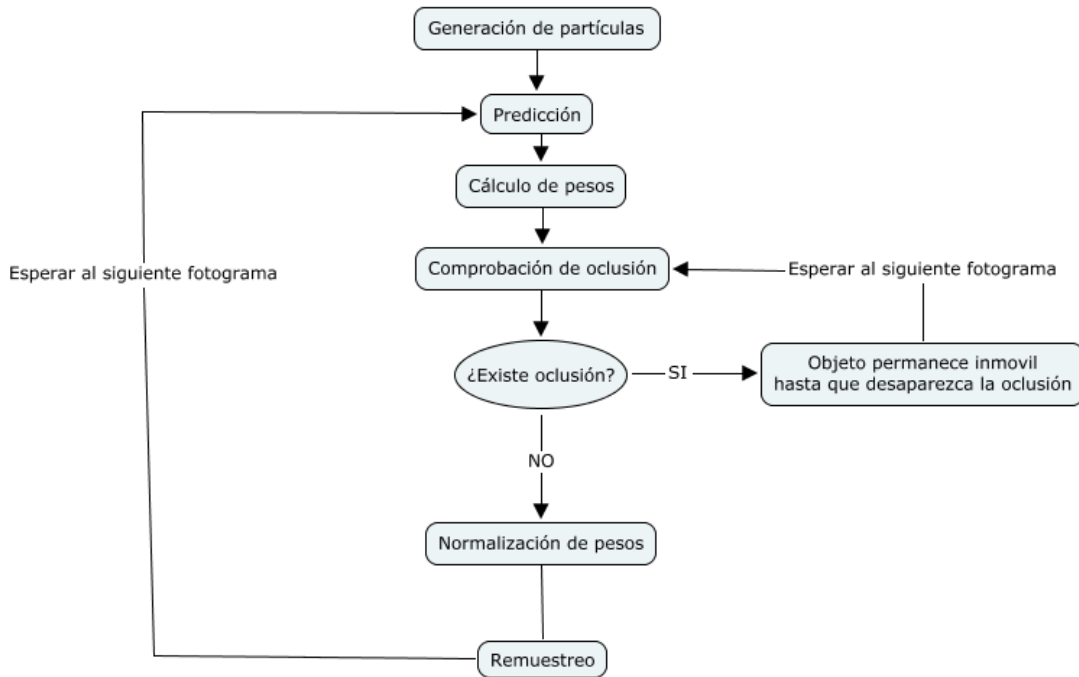 Generación de partículas
Predicción
Cálculo de pesos
Comprobación de oclusión
Esperar al siguiente fotograma
Esperar al siguiente fotograma
¿Existe oclusión?
SI
Objeto permanece inmovil
hasta que desaparezca la oclusión
NO
Normalización de pesos
Remuestreo